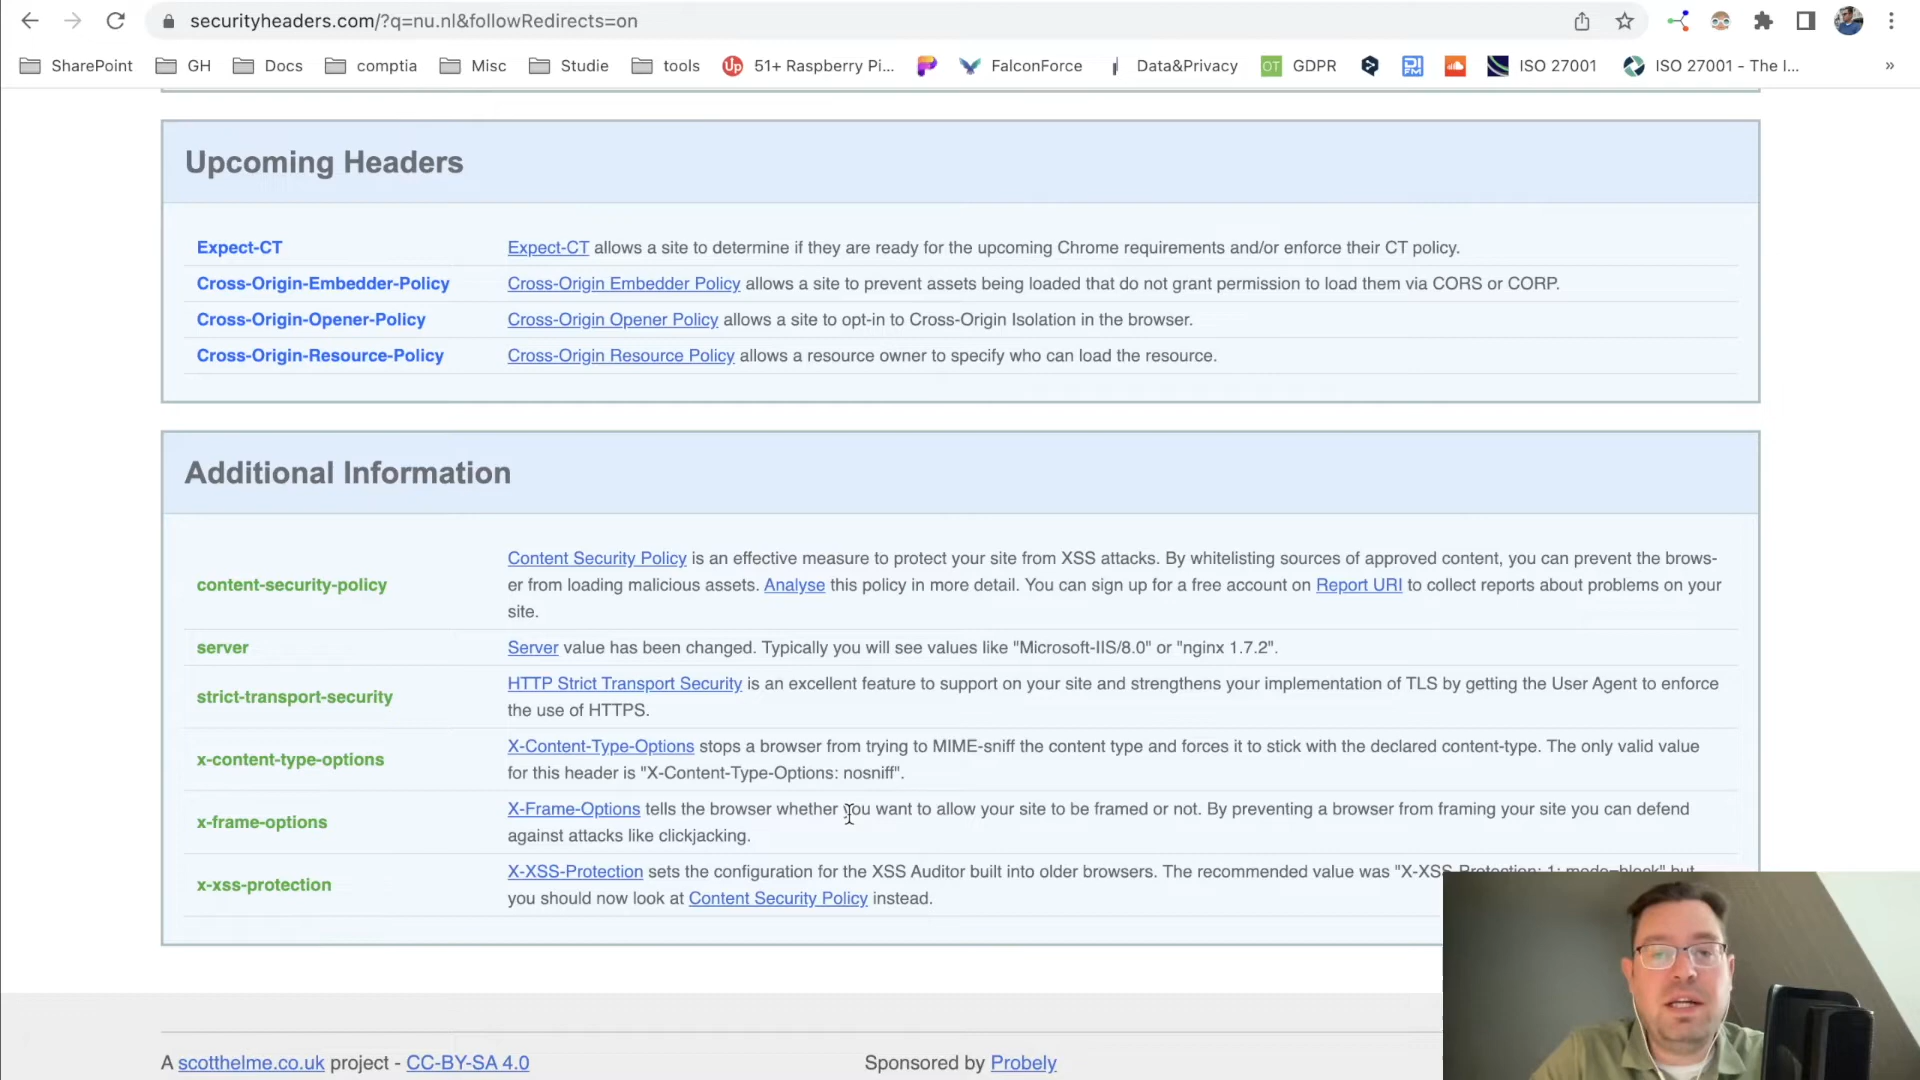 securityheaders.com/?q=nu.nl&followRedirects=on
SharePoint GH Docs comptia Misc Studie tools Up 51+ Raspberry Pi... FalconForce Data&Privacy OT GDPR ISO 27001 ISO 27001 - The I... »
Upcoming Headers
Expect-CT Expect-CT allows a site to determine if they are ready for the upcoming Chrome requirements and/or enforce their CT policy.
Cross-Origin-Embedder-Policy Cross-Origin Embedder Policy allows a site to prevent assets being loaded that do not grant permission to load them via CORS or CORP.
Cross-Origin-Opener-Policy Cross-Origin Opener Policy allows a site to opt-in to Cross-Origin Isolation in the browser.
Cross-Origin-Resource-Policy Cross-Origin Resource Policy allows a resource owner to specify who can load the resource.
Additional Information
content-security-policy
Content Security Policy is an effective measure to protect your site from XSS attacks. By whitelisting sources of approved content, you can prevent the brows-
er from loading malicious assets. Analyse this policy in more detail. You can sign up for a free account on Report URI to collect reports about problems on your
site.
server Server value has been changed. Typically you will see values like "Microsoft-IIS/8.0" or "nginx 1.7.2".
strict-transport-security
HTTP Strict Transport Security is an excellent feature to support on your site and strengthens your implementation of TLS by getting the User Agent to enforce
the use of HTTPS.
x-content-type-options
X-Content-Type-Options stops a browser from trying to MIME-sniff the content type and forces it to stick with the declared content-type. The only valid value
for this header is "X-Content-Type-Options: nosniff".
x-frame-options
X-Frame-Options tells the browser whether you want to allow your site to be framed or not. By preventing a browser from framing your site you can defend
against attacks like clickjacking.
x-xss-protection
X-XSS-Protection sets the configuration for the XSS Auditor built into older browsers. The recommended value was "X-XSS-Protection: 1; mode=block" but
you should now look at Content Security Policy instead.
A scotthelme.co.uk project - CC-BY-SA 4.0
Sponsored by Probely